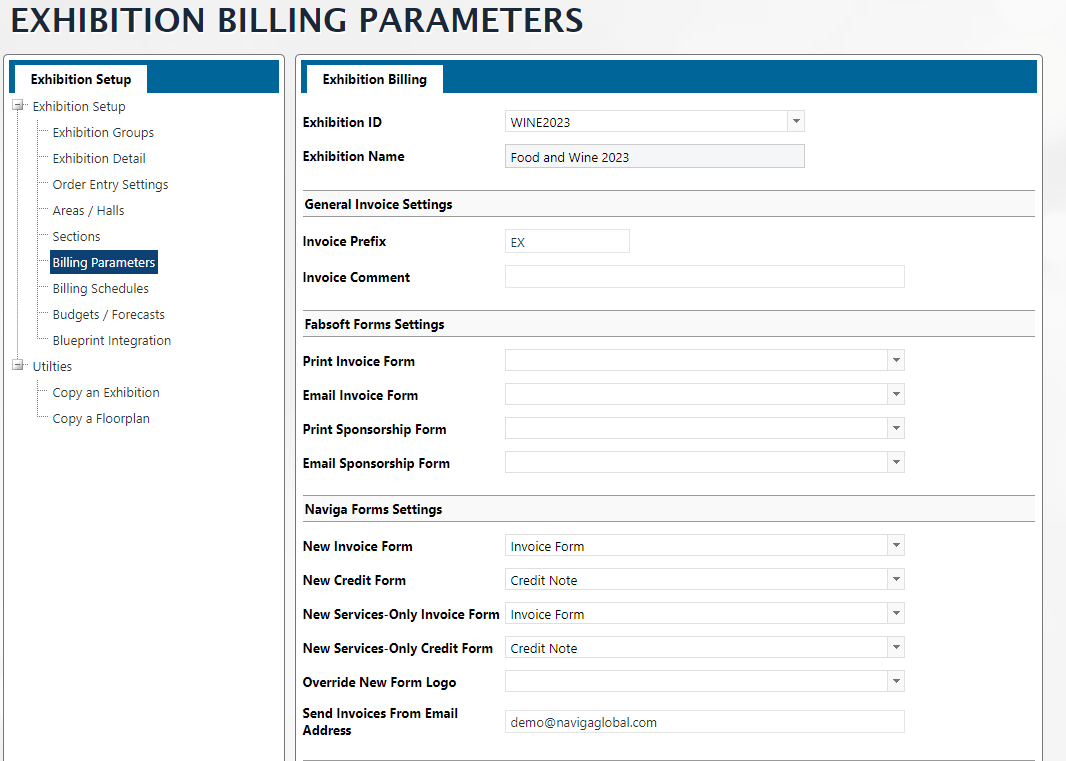 EXHIBITION BILLING PARAMETERS
Exhibition Setup
Exhibition Setup
Exhibition Groups
Exhibition Detail
Order Entry Settings
Areas / Halls
Sections
Billing Parameters
Billing Schedules
Budgets / Forecasts
Blueprint Integration
Utilties
Copy an Exhibition
Copy a Floorplan
Exhibition Billing
Exhibition ID WINE2023
Exhibition Name Food and Wine 2023
General Invoice Settings
Invoice Prefix EX
Invoice Comment
Fabsoft Forms Settings
Print Invoice Form
Email Invoice Form
Print Sponsorship Form
Email Sponsorship Form
Naviga Forms Settings
New Invoice Form Invoice Form
New Credit Form Credit Note
New Services-Only Invoice Form Invoice Form
New Services-Only Credit Form Credit Note
Override New Form Logo
Send Invoices From Email
Address demo@navigaglobal.com